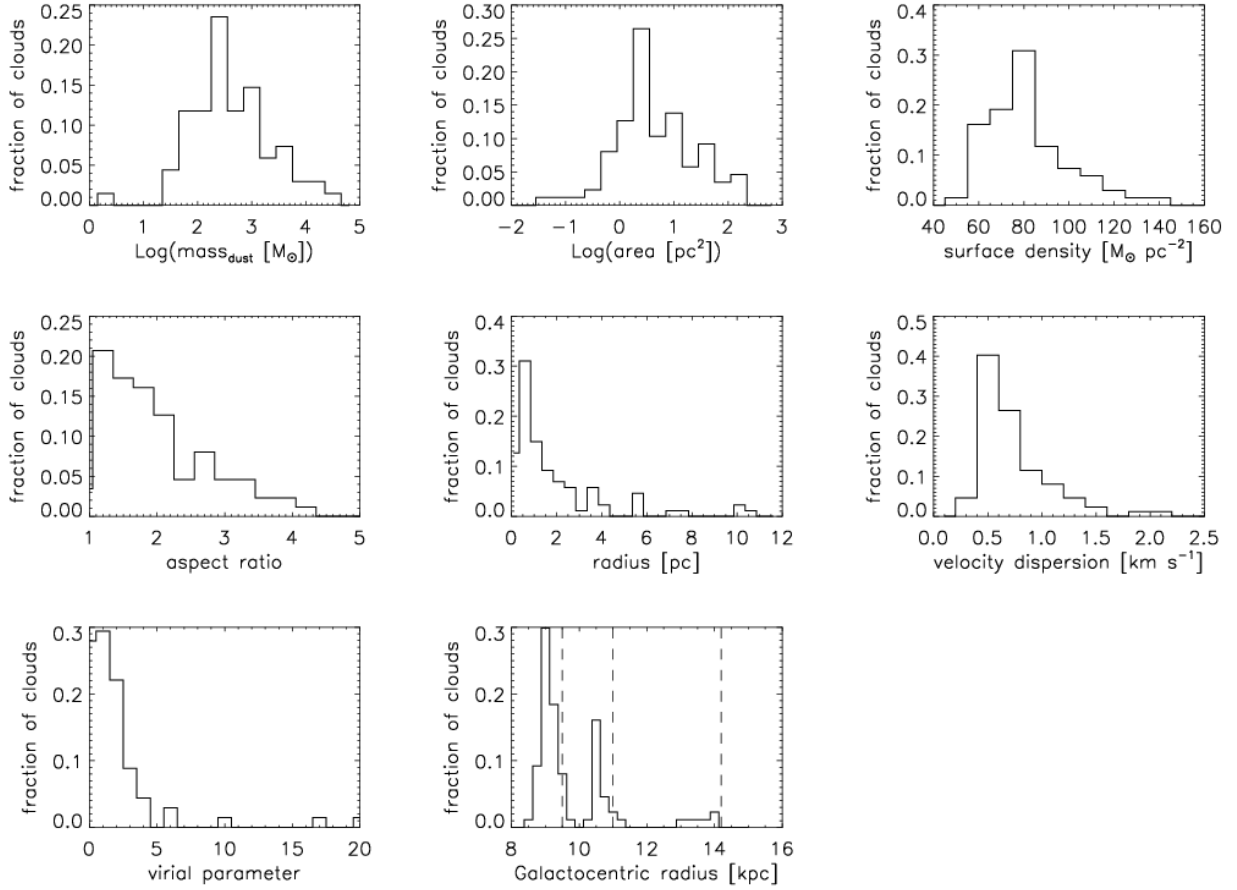 fraction of clouds
0.25
0.20
0.15
0.10
0.05
0.00
0 1 2 3 4 5
Log(mass_dust [M⊙])
fraction of clouds
0.30
0.25
0.20
0.15
0.10
0.05
0.00
−2 −1 0 1 2 3
Log(area [pc²])
fraction of clouds
0.4
0.3
0.2
0.1
0.0
40 60 80 100 120 140 160
surface density [M⊙ pc⁻²]
fraction of clouds
0.25
0.20
0.15
0.10
0.05
0.00
1 2 3 4 5
aspect ratio
fraction of clouds
0.4
0.3
0.2
0.1
0.0
0 2 4 6 8 10 12
radius [pc]
fraction of clouds
0.5
0.4
0.3
0.2
0.1
0.0
0.0 0.5 1.0 1.5 2.0 2.5
velocity dispersion [km s⁻¹]
fraction of clouds
0.3
0.2
0.1
0.0
0 5 10 15 20
virial parameter
fraction of clouds
0.3
0.2
0.1
0.0
8 10 12 14 16
Galactocentric radius [kpc]